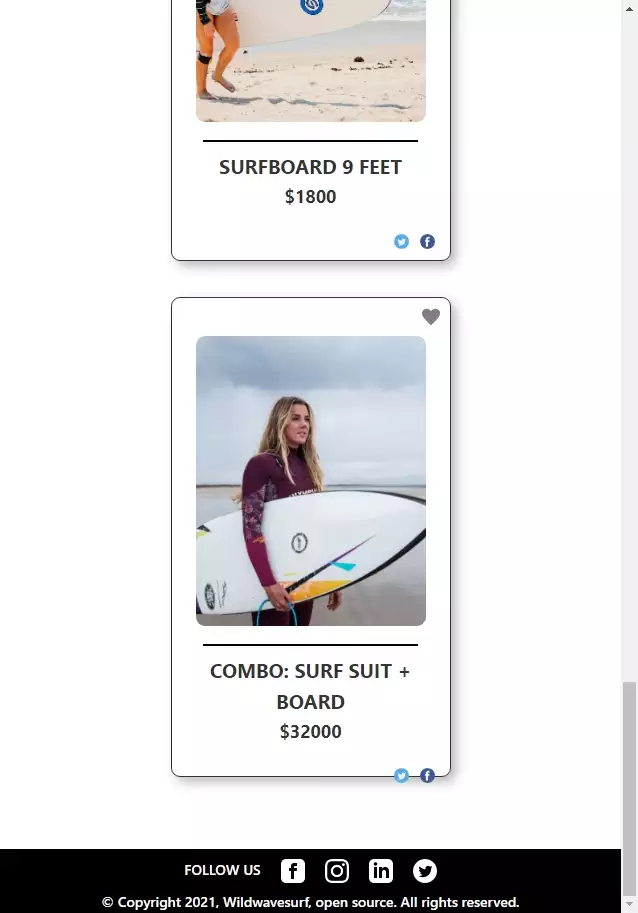 SURFBOARD 9 FEET
$1800
COMBO: SURF SUIT +
BOARD
$32000
FOLLOW US
© Copyright 2021, Wildwavesurf, open source. All rights reserved.